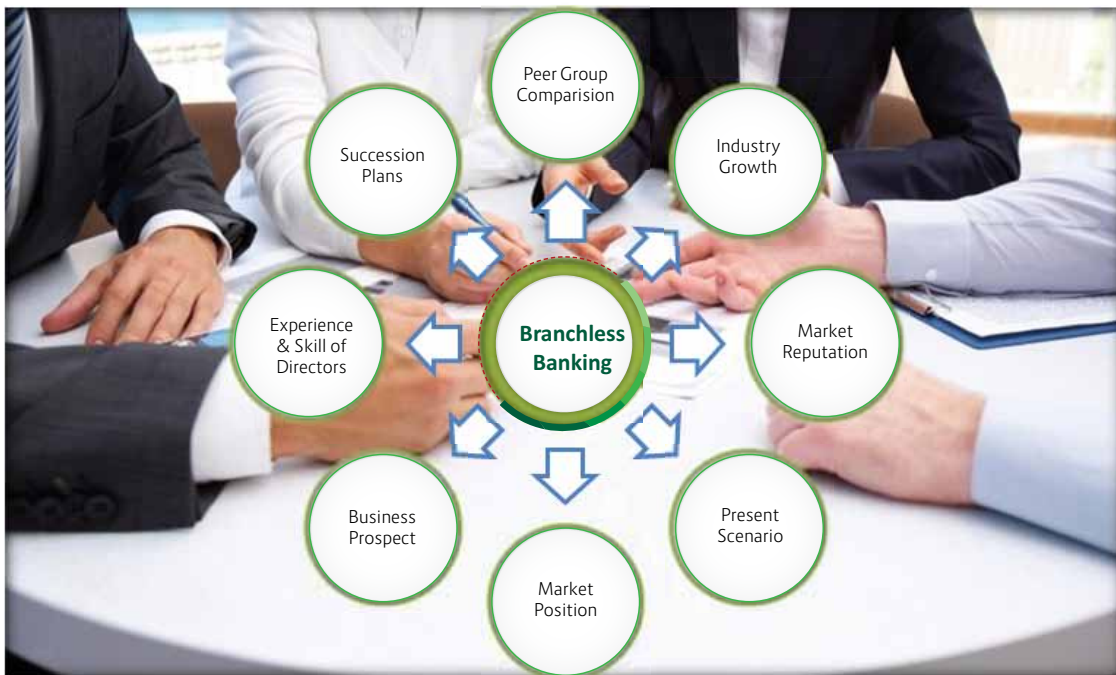 Peer Group
Comparision
Succession
Plans
Industry
Growth
Experience
& Skill of
Directors
Branchless
Banking
Market
Reputation
Business
Prospect
Present
Scenario
Market
Position